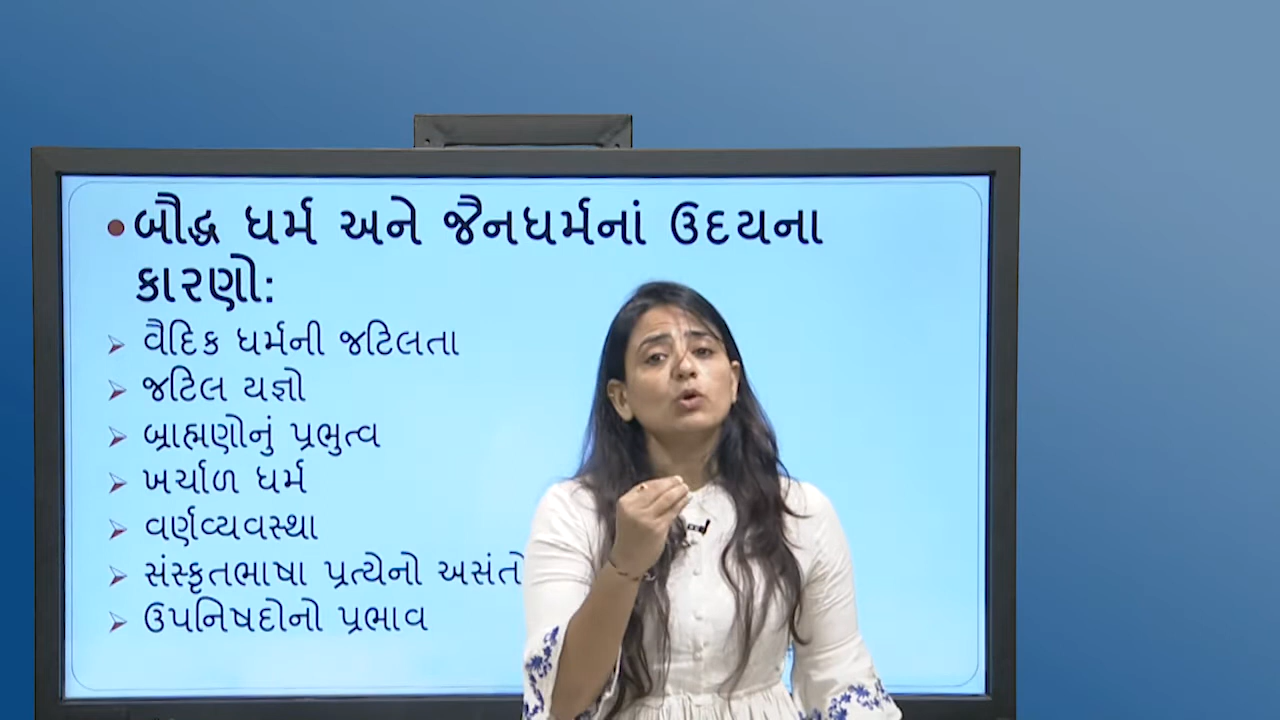 બૌદ્ધ ધર્મ અને જૈનધર્મનાં ઉદયના
કારણો:
વૈદિક ધર્મની જટિલતા
જટિલ યજ્ઞો
બ્રાહ્મણોનું પ્રભુત્વ
ખર્ચાળ ધર્મ
વર્ણવ્યવસ્થા
સંસ્કૃતભાષા પ્રત્યેનો
ઉપનિષદોનો પ્રભાવ